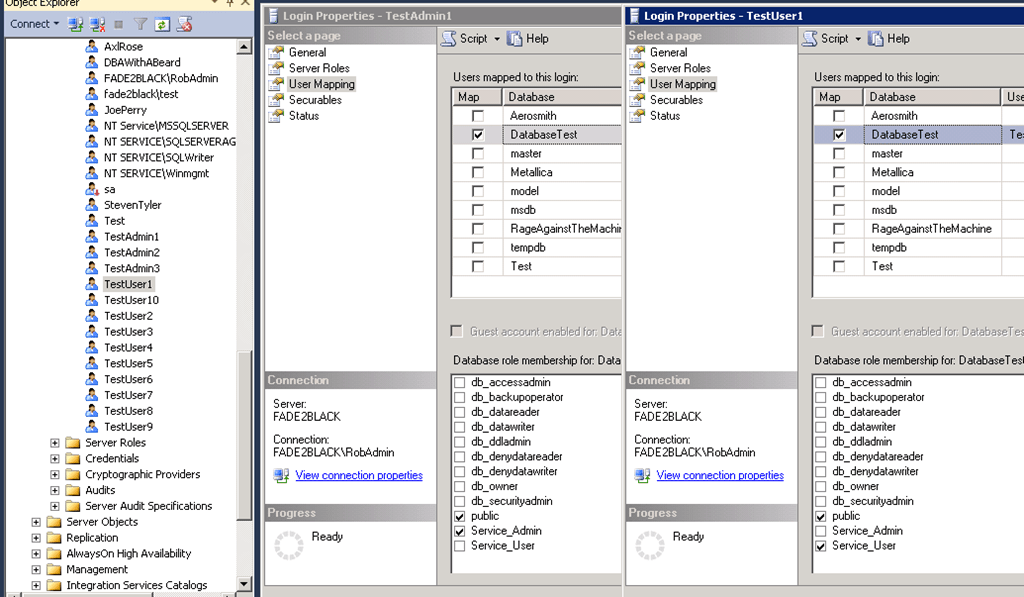 Object Explorer
Connect
AxlRose
DBAWithABeard
FADE2BLACK\RobAdmin
fade2black\test
JoePerry
NT Service\MSSQLSERVER
NT SERVICE\SQLSERVERAG
NT SERVICE\SQLWriter
NT SERVICE\Winmgmt
sa
StevenTyler
Test
TestAdmin1
TestAdmin2
TestAdmin3
TestUser1
TestUser10
TestUser2
TestUser3
TestUser4
TestUser5
TestUser6
TestUser7
TestUser8
TestUser9
Server Roles
Credentials
Cryptographic Providers
Audits
Server Audit Specifications
Server Objects
Replication
AlwaysOn High Availability
Management
Integration Services Catalogs
Login Properties - TestAdmin1
Select a page
General
Server Roles
User Mapping
Securables
Status
Connection
Server:
FADE2BLACK
Connection:
FADE2BLACK\RobAdmin
View connection properties
Progress
Ready
Script Help
Users mapped to this login:
Map Database
Aerosmith
DatabaseTest
master
Metallica
model
msdb
RageAgainstTheMachin
tempdb
Test
Guest account enabled for: Data
Database role membership for: Data
db_accessadmin
db_backupoperator
db_datareader
db_datawriter
db_ddladmin
db_denydatareader
db_denydatawriter
db_owner
db_securityadmin
public
Service_Admin
Service_User
Login Properties - TestUser1
Select a page
General
Server Roles
User Mapping
Securables
Status
Connection
Server:
FADE2BLACK
Connection:
FADE2BLACK\RobAdmin
View connection properties
Progress
Ready
Script Help
Users mapped to this login:
Map Database Use
Aerosmith
DatabaseTest Te
master
Metallica
model
msdb
RageAgainstTheMachine
tempdb
Test
Guest account enabled for: DatabaseTes
Database role membership for: DatabaseTest
db_accessadmin
db_backupoperator
db_datareader
db_datawriter
db_ddladmin
db_denydatareader
db_denydatawriter
db_owner
db_securityadmin
public
Service_Admin
Service_User